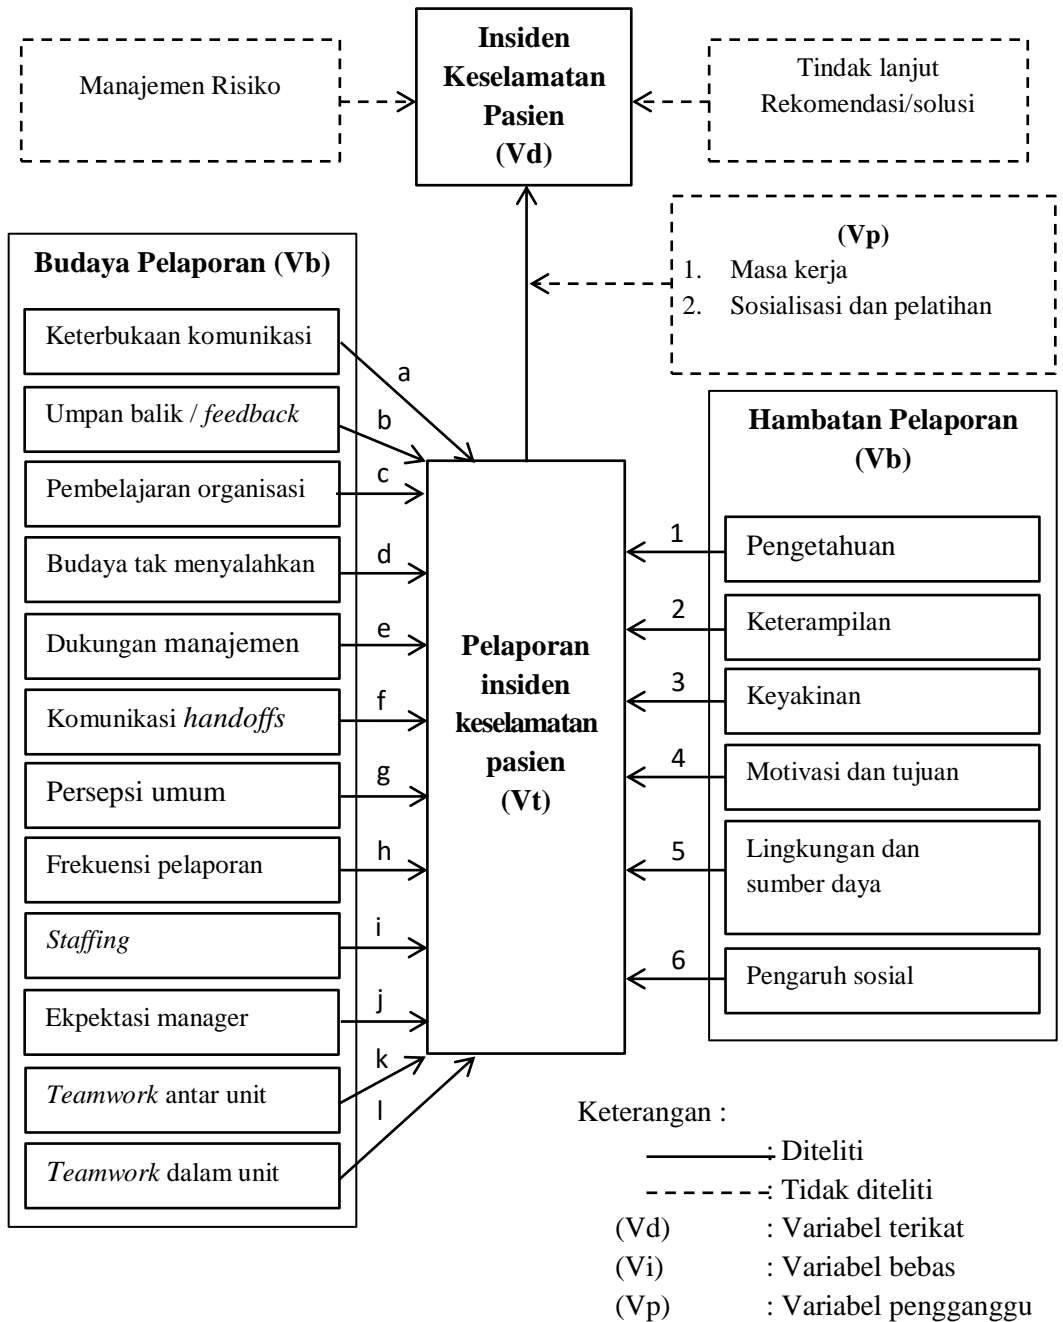 Manajemen Risiko
Insiden
Keselamatan
Pasien
(Vd)
Tindak lanjut
Rekomendasi/solusi
(Vp)
1. Masa kerja
2. Sosialisasi dan pelatihan
Budaya Pelaporan (Vb)
Keterbukaan komunikasi
a
Umpan balik / feedback
b
Pembelajaran organisasi
c
Budaya tak menyalahkan
d
Dukungan manajemen
e
Komunikasi handoffs
f
Persepsi umum
g
Frekuensi pelaporan
h
Staffing
i
Ekpektasi manager
j
Teamwork antar unit
k
Teamwork dalam unit
l
Pelaporan
insiden
keselamatan
pasien
(Vt)
Hambatan Pelaporan
(Vb)
1
Pengetahuan
2
Keterampilan
3
Keyakinan
4
Motivasi dan tujuan
5
Lingkungan dan
sumber daya
6
Pengaruh sosial
Keterangan :
: Diteliti
: Tidak diteliti
(Vd) : Variabel terikat
(Vi) : Variabel bebas
(Vp) : Variabel pengganggu